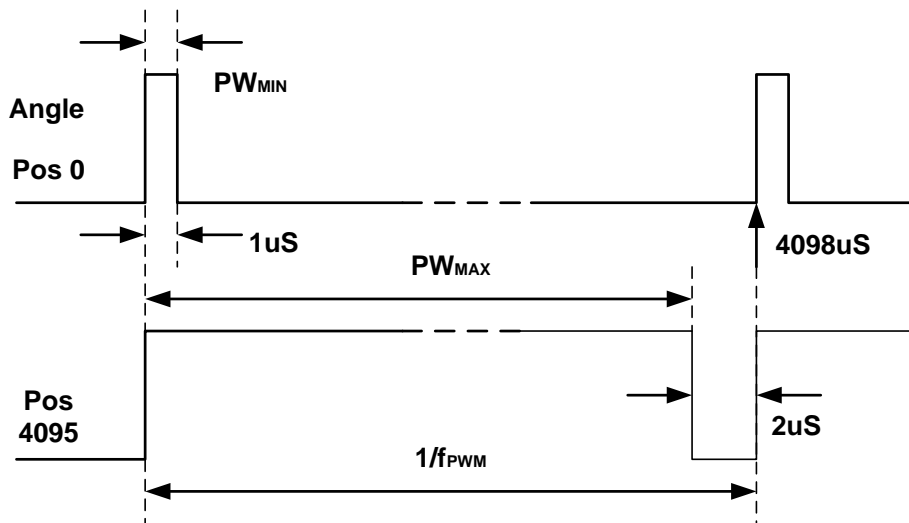 PWMIN
Angle
Pos 0
1uS
4098uS
PWMAX
Pos
4095
2uS
1/fPWM